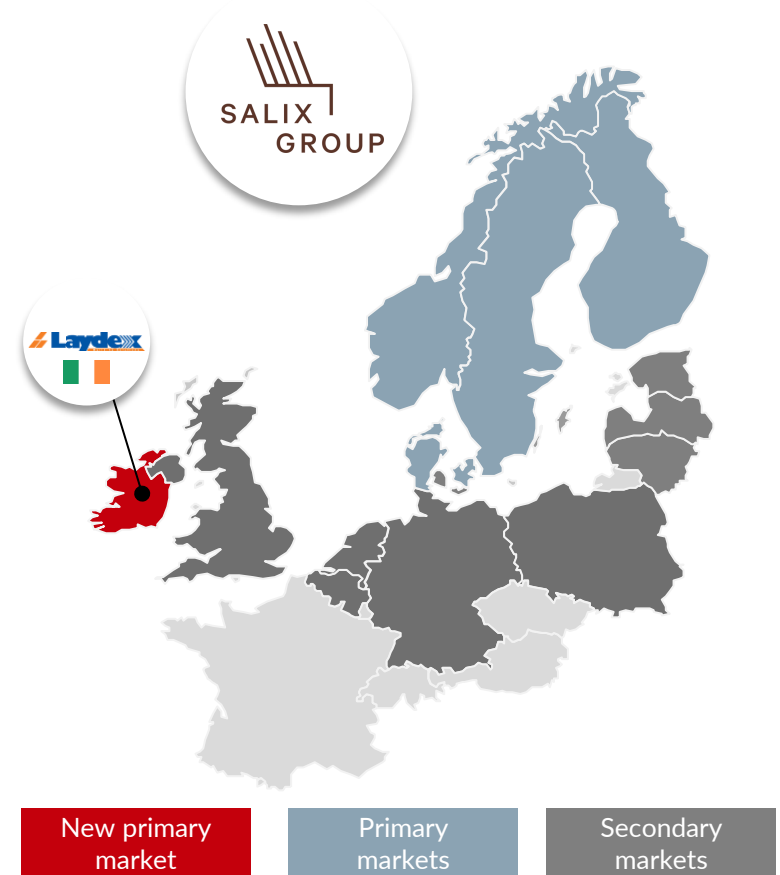 SALIX
GROUP
Laydex
New primary
market
Primary
markets
Secondary
markets